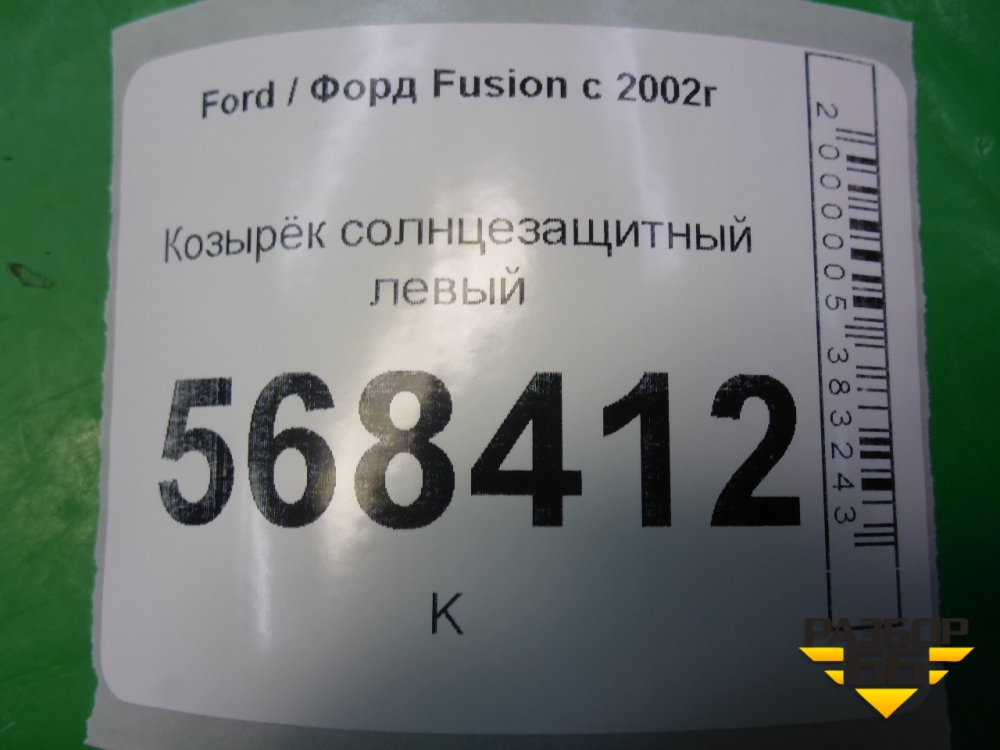 Ford / Форд Fusion с 2002г
Козырёк солнцезащитный
левый
568412
К
2000005383243
РАЗБОР
66